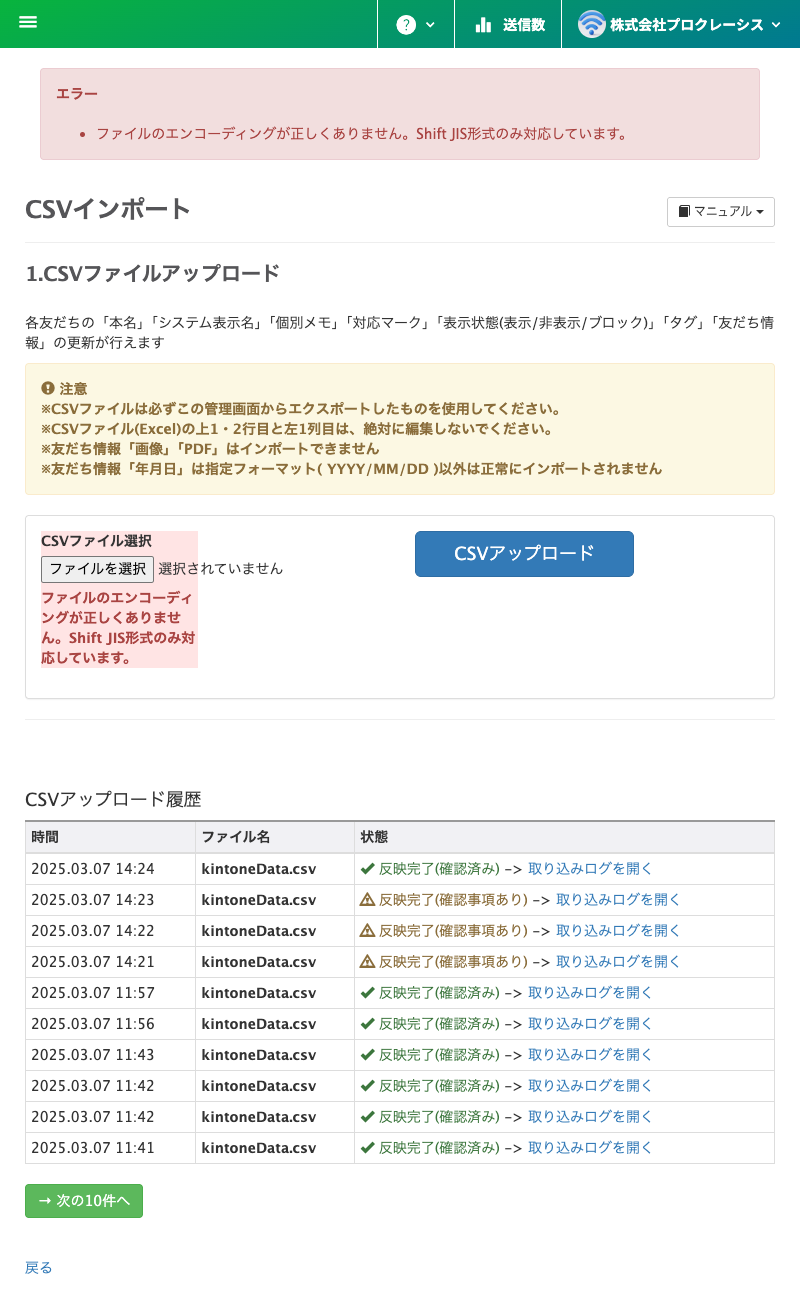 ? 送信数 株式会社プロクレーシス
エラー
• ファイルのエンコーディングが正しくありません。Shift JIS形式のみ対応しています。
CSVインポート
マニュアル
1.CSVファイルアップロード
各友だちの「本名」「システム表示名」「個別メモ」「対応マーク」「表示状態(表示/非表示/ブロック)」「タグ」「友だち情
報」の更新が行えます
注意
※CSVファイルは必ずこの管理画面からエクスポートしたものを使用してください。
※CSVファイル(Excel)の上1・2行目と左1列目は、絶対に編集しないでください。
※友だち情報「画像」「PDF」はインポートできません
※友だち情報「年月日」は指定フォーマット( YYYY/MM/DD )以外は正常にインポートされません
CSVファイル選択
ファイルを選択 選択されていません
ファイルのエンコーディ
ングが正しくありませ
ん。Shift JIS形式のみ対
応しています。
CSVアップロード
CSVアップロード履歴
時間 ファイル名 状態
2025.03.07 14:24 kintoneData.csv 反映完了(確認済み) –> 取り込みログを開く
2025.03.07 14:23 kintoneData.csv 反映完了(確認事項あり) –> 取り込みログを開く
2025.03.07 14:22 kintoneData.csv 反映完了(確認事項あり) –> 取り込みログを開く
2025.03.07 14:21 kintoneData.csv 反映完了(確認事項あり) –> 取り込みログを開く
2025.03.07 11:57 kintoneData.csv 反映完了(確認済み) –> 取り込みログを開く
2025.03.07 11:56 kintoneData.csv 反映完了(確認済み) –> 取り込みログを開く
2025.03.07 11:43 kintoneData.csv 反映完了(確認済み) –> 取り込みログを開く
2025.03.07 11:42 kintoneData.csv 反映完了(確認済み) –> 取り込みログを開く
2025.03.07 11:42 kintoneData.csv 反映完了(確認済み) –> 取り込みログを開く
2025.03.07 11:41 kintoneData.csv 反映完了(確認済み) –> 取り込みログを開く
→ 次の10件へ
戻る